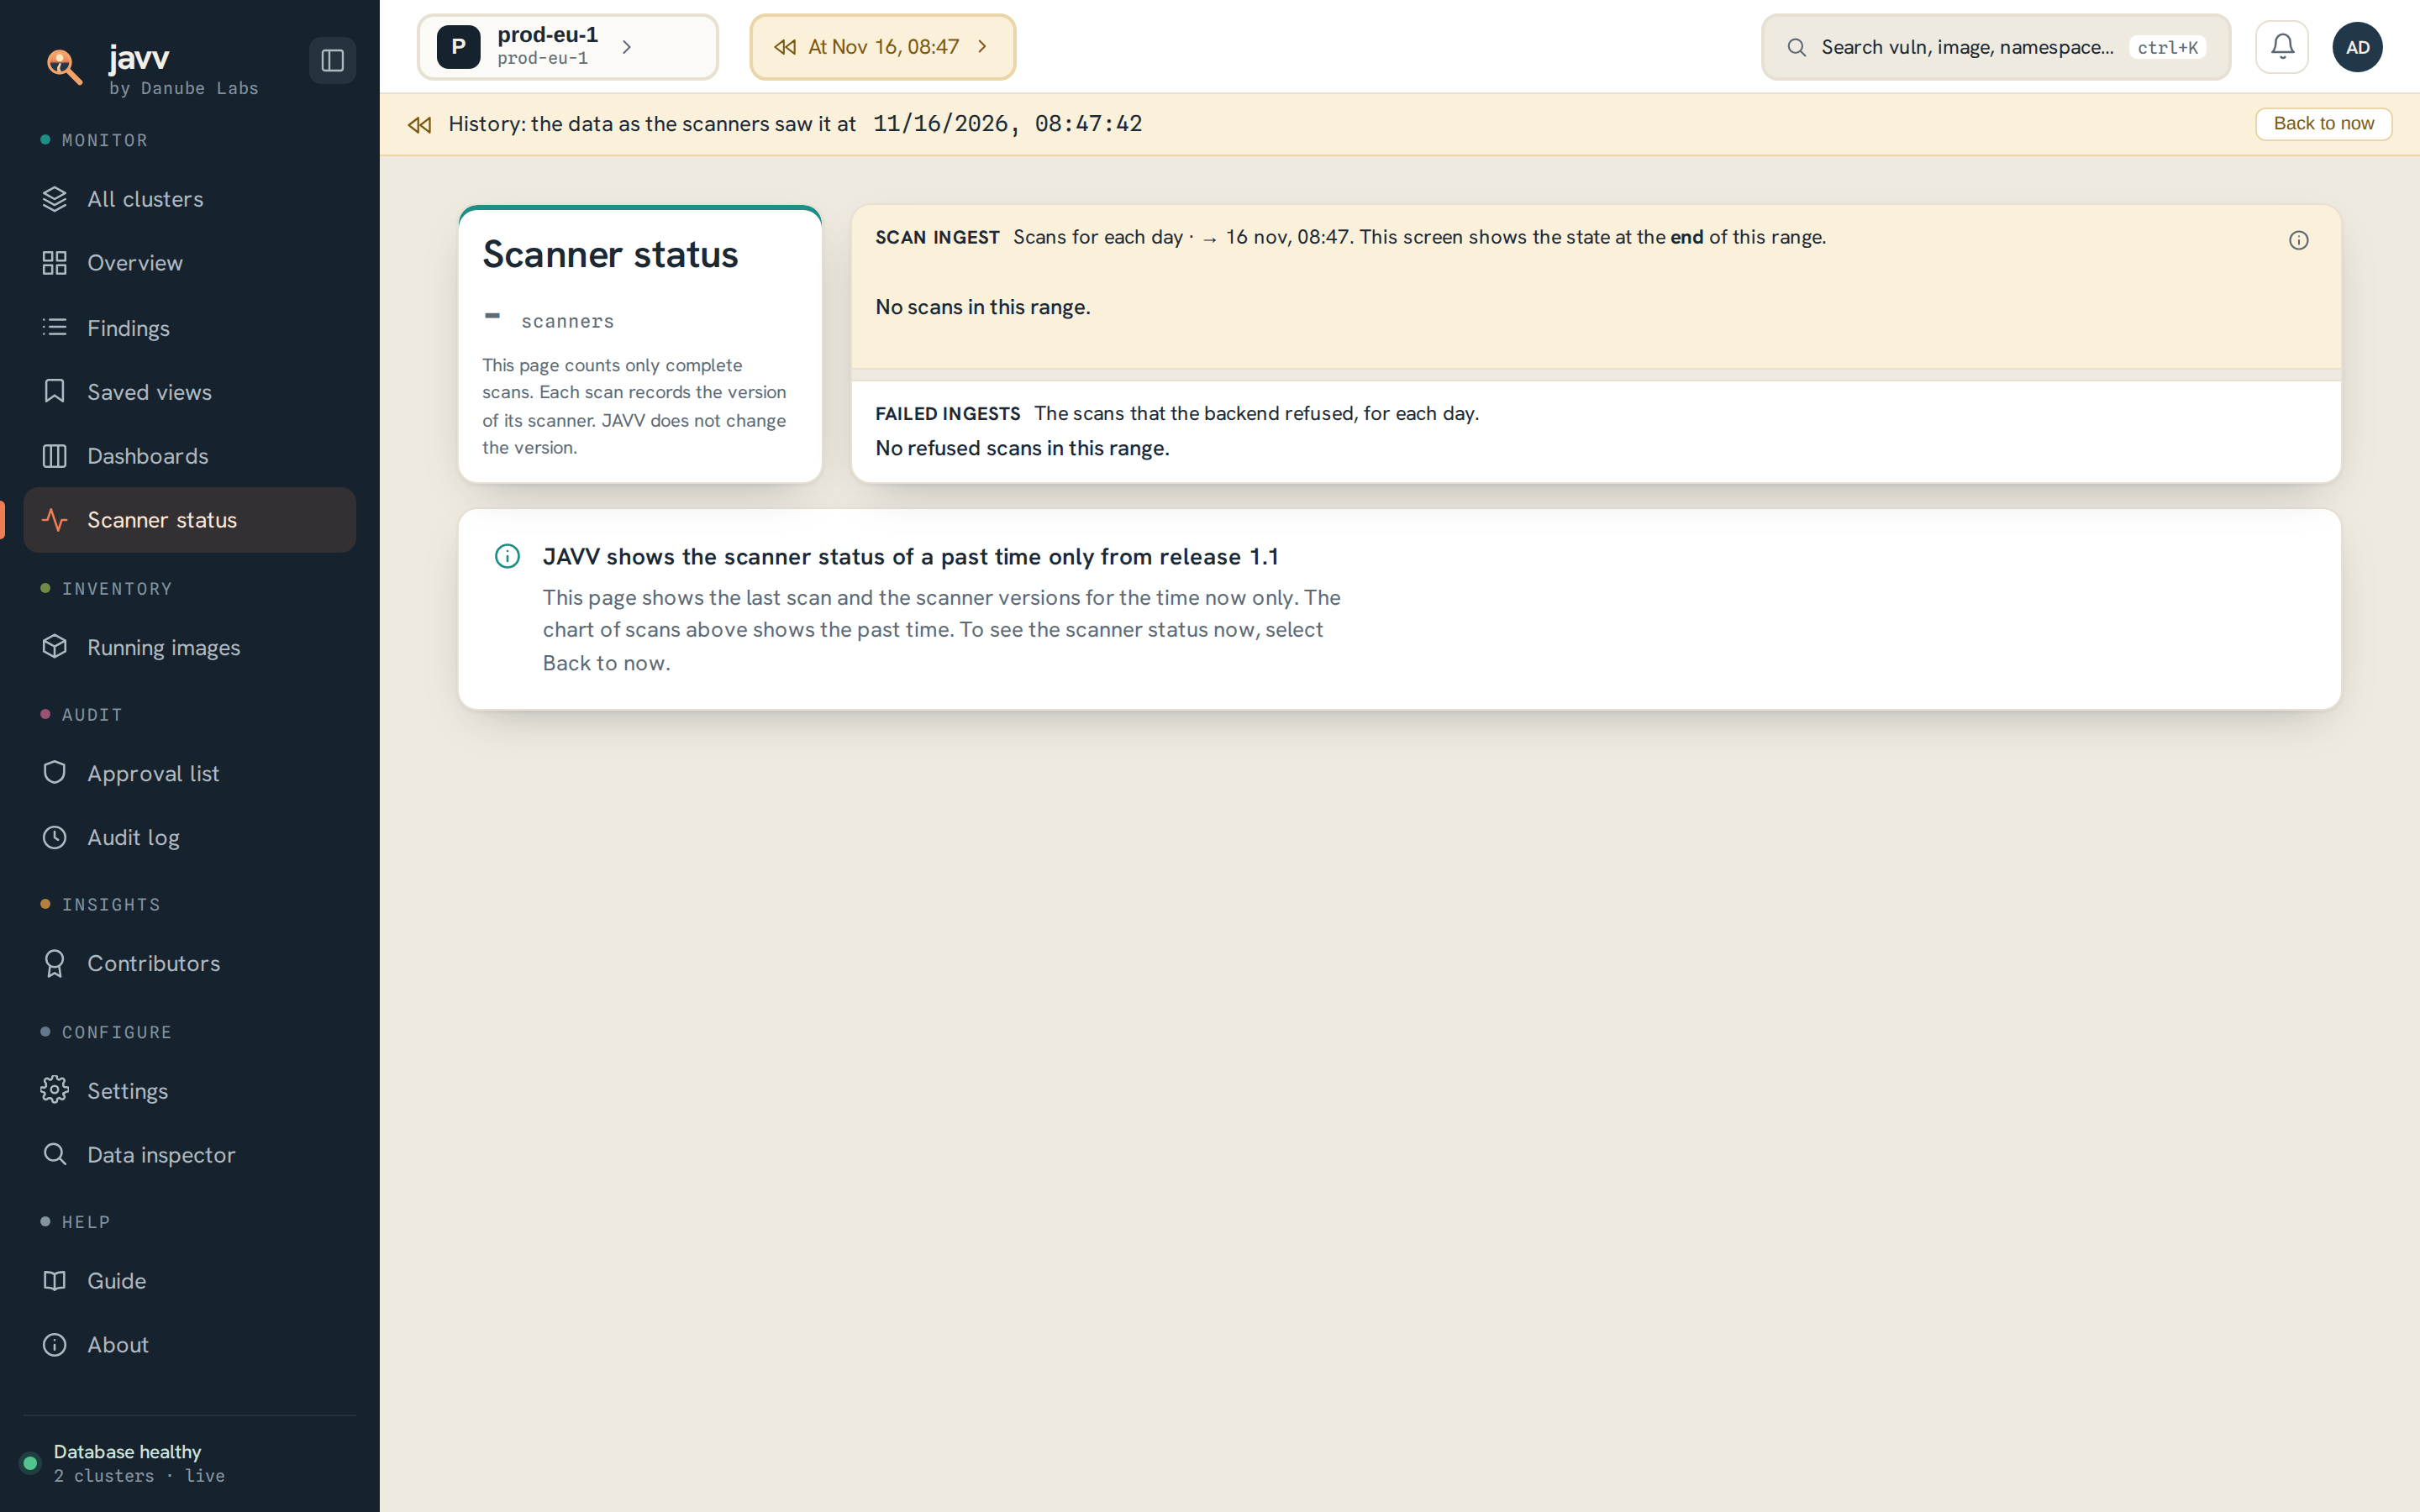 javv
by Danube Labs
MONITOR
All clusters
Overview
Findings
Saved views
Dashboards
Scanner status
INVENTORY
Running images
AUDIT
Approval list
Audit log
INSIGHTS
Contributors
CONFIGURE
Settings
Data inspector
HELP
Guide
About
Database healthy
2 clusters · live
P
prod-eu-1
prod-eu-1
At Nov 16, 08:47
Search vuln, image, namespace... ctrl+K
AD
History: the data as the scanners saw it at 11/16/2026, 08:47:42
Back to now
Scanner status
– scanners
This page counts only complete
scans. Each scan records the version
of its scanner. JAVV does not change
the version.
SCAN INGEST Scans for each day · → 16 nov, 08:47. This screen shows the state at the end of this range.
No scans in this range.
FAILED INGESTS The scans that the backend refused, for each day.
No refused scans in this range.
JAVV shows the scanner status of a past time only from release 1.1
This page shows the last scan and the scanner versions for the time now only. The
chart of scans above shows the past time. To see the scanner status now, select
Back to now.